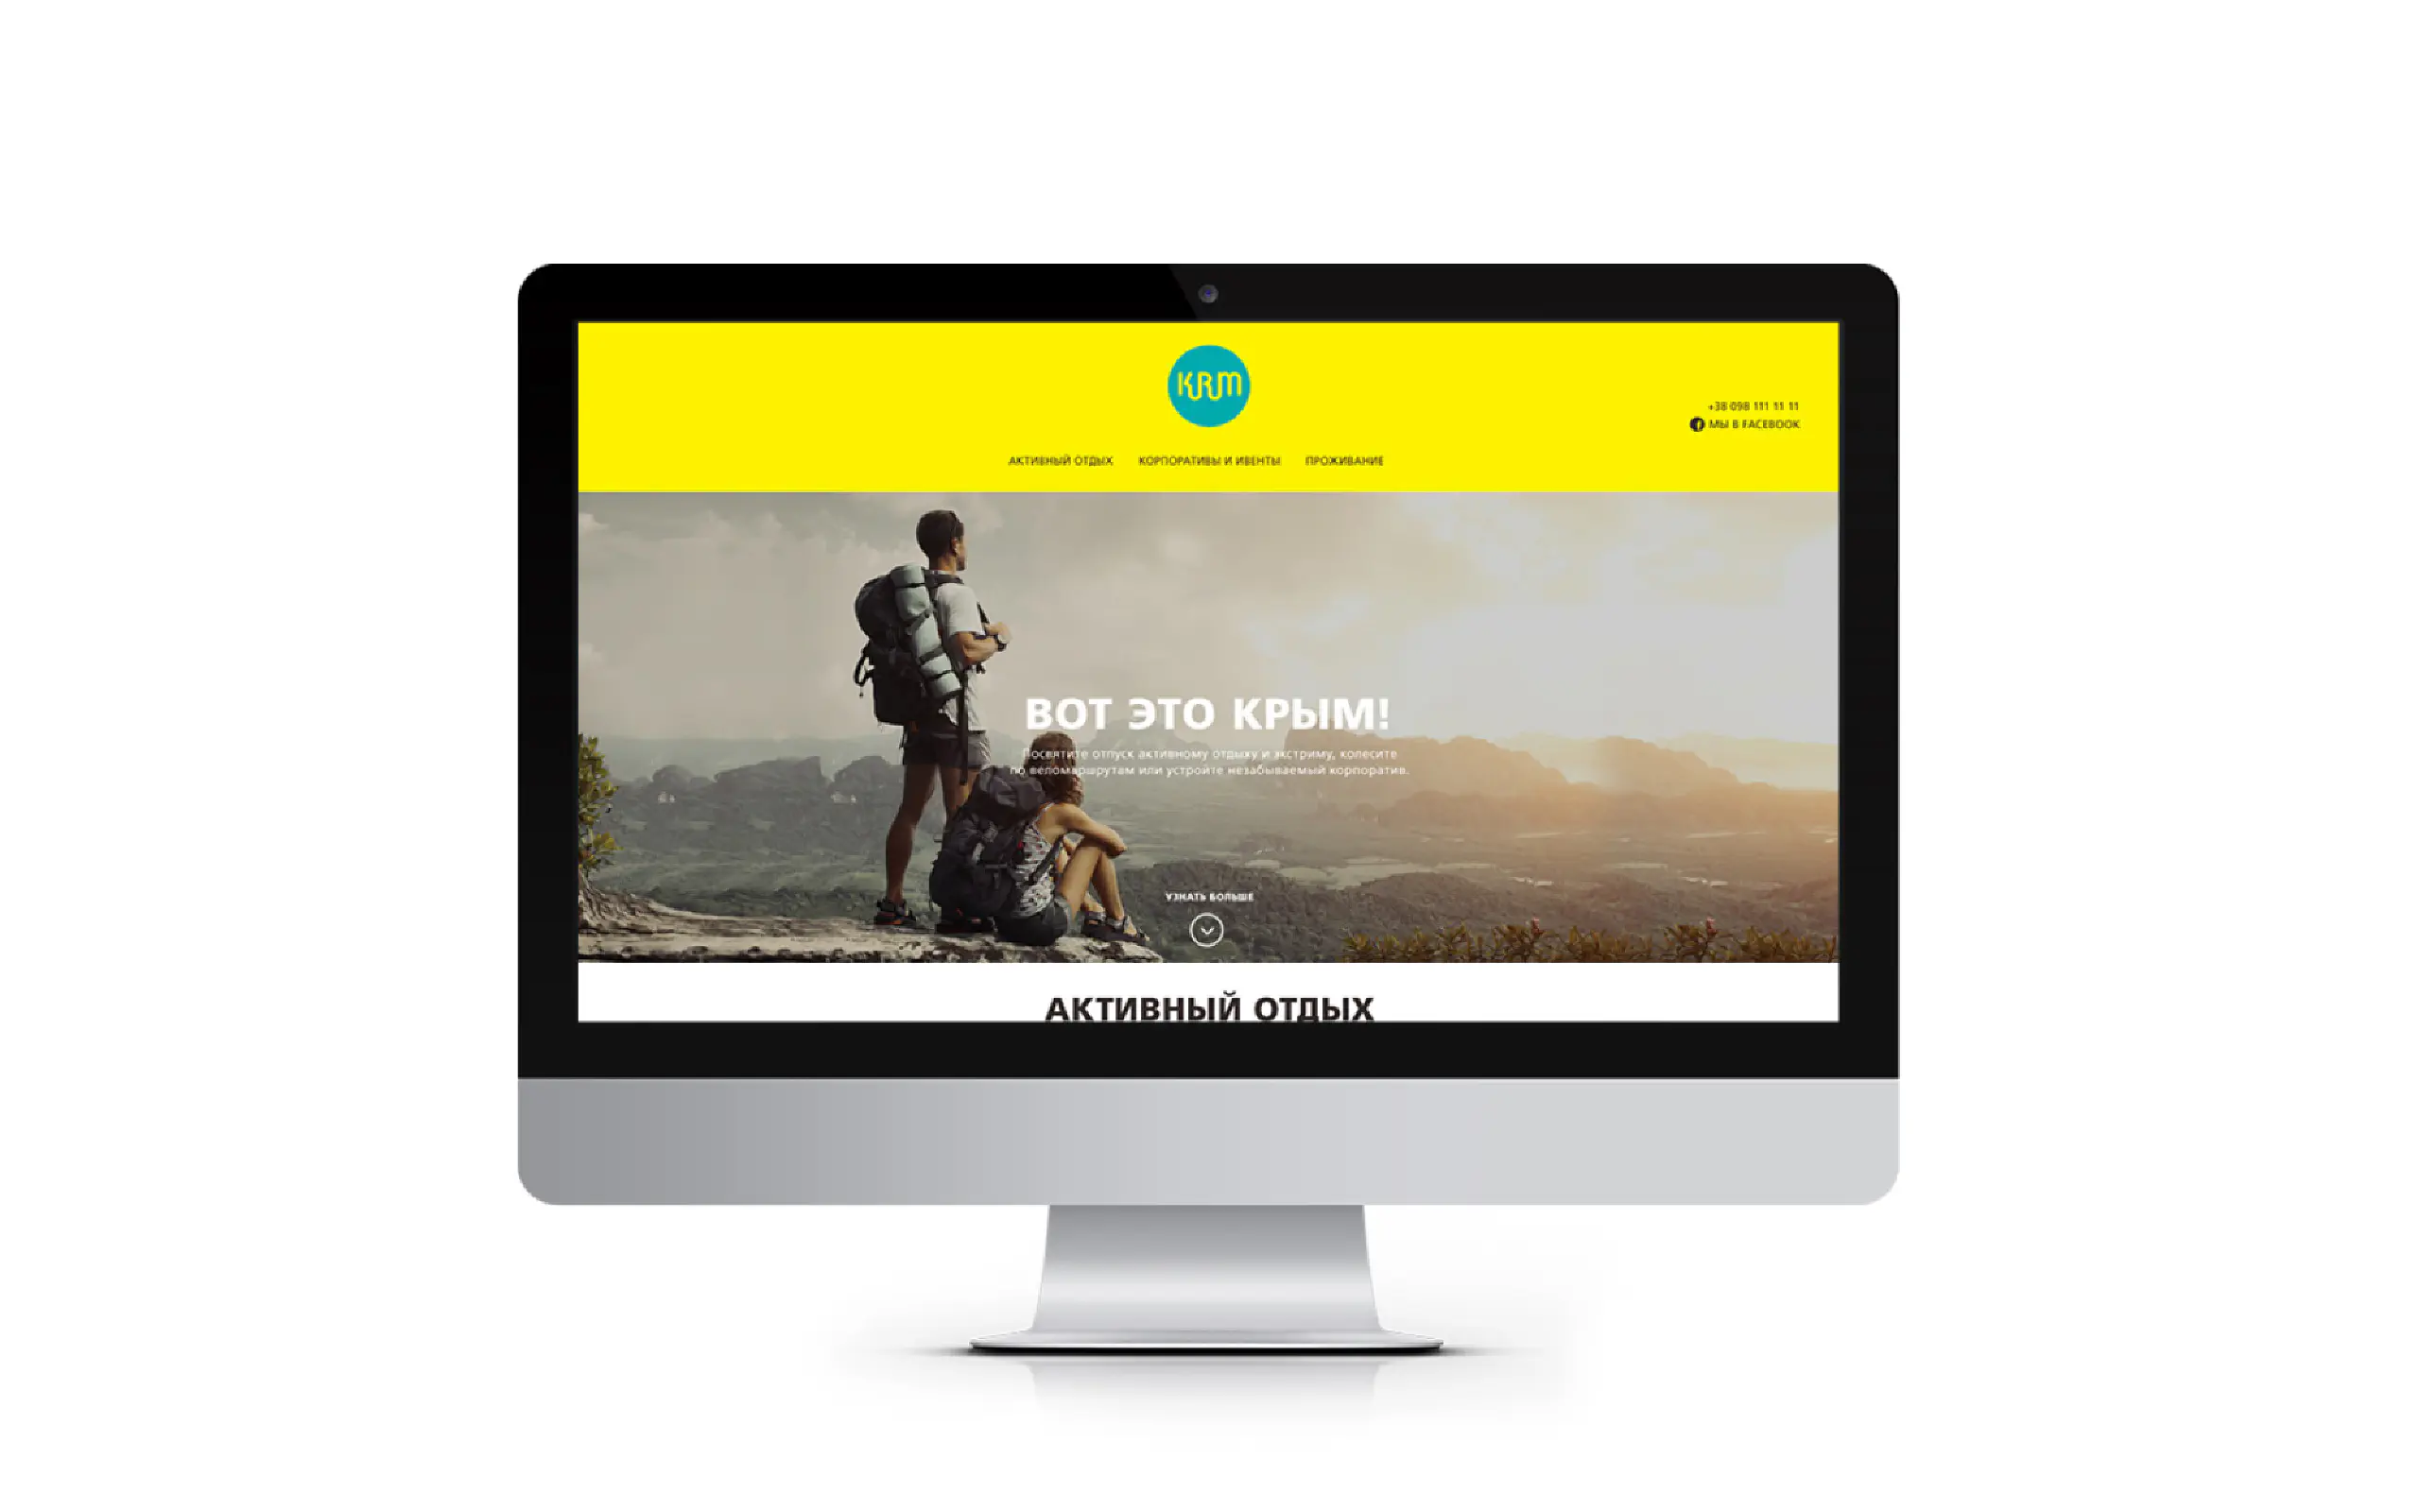 KRM
+38 098 111 11 11
МЫ В FACEBOOK
АКТИВНЫЙ ОТДЫХ КОРПОРАТИВЫ И ИВЕНТЫ ПРОЖИВАНИЕ
ВОТ ЭТО КРЫМ!
Посвятите отпуск активному отдыху и экстриму, колесите
по веломаршрутам или устройте незабываемый корпоратив.
УЗНАТЬ БОЛЬШЕ
АКТИВНЫЙ ОТДЫХ